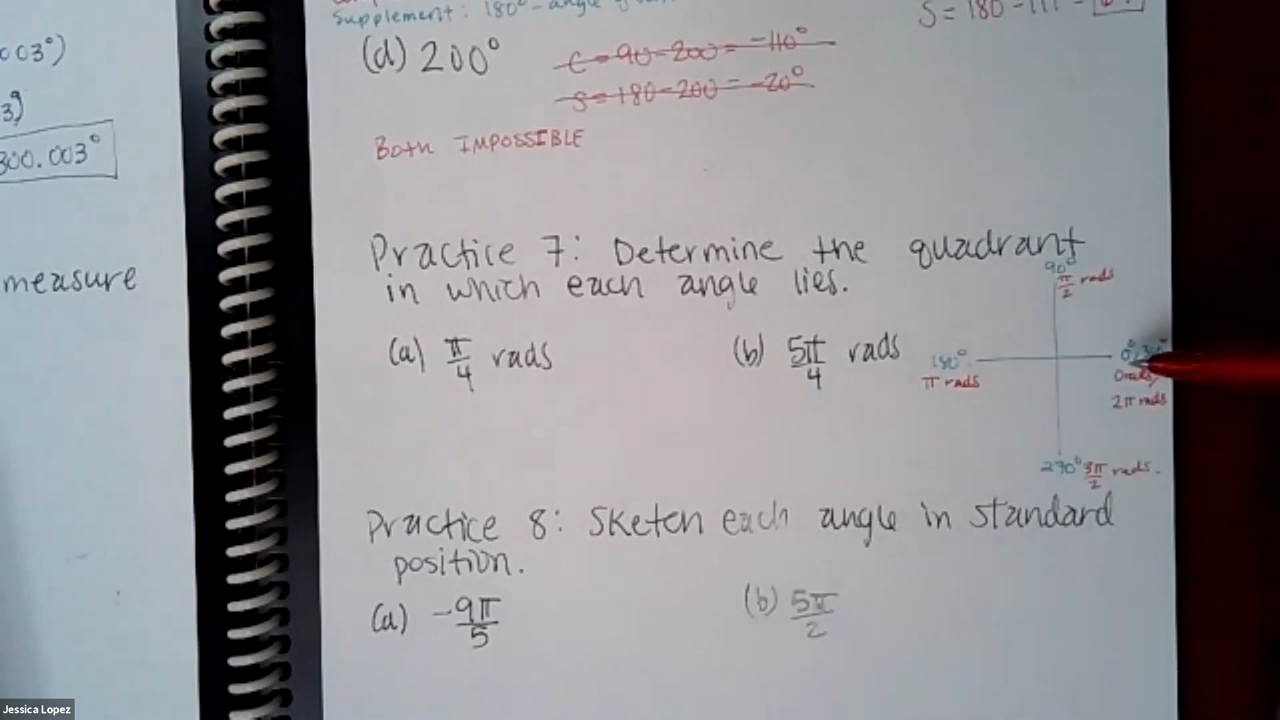 003°)
3)
300.003°
measure
Supplement: 180° - angle given
S = 180 - 111 =
(d) 200°
C = 90 - 200 = -110°
S = 180 - 200 = -20°
BOTH IMPOSSIBLE
Practice 7: Determine the quadrant
in which each angle lies.
(a) π/4 rads
(b) 5π/4 rads
90°
π/2 rads
180°
π rads
0 rads,
2π rads
270° 3π/2 rads.
Practice 8: Sketch each angle in standard
position.
(a) -9π/5
(b) 5π/2
Jessica Lopez